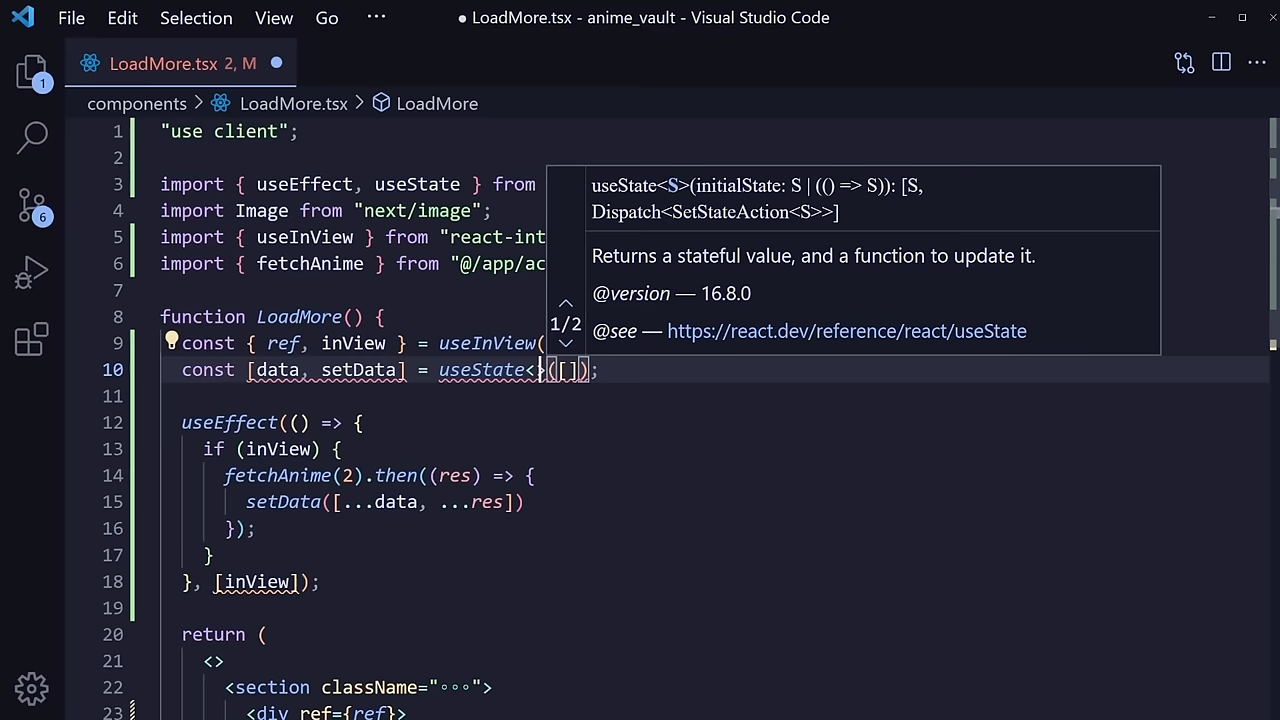 File Edit Selection View Go ··· ● LoadMore.tsx - anime_vault - Visual Studio Code
LoadMore.tsx 2, M ●
components > LoadMore.tsx > LoadMore
1 "use client";
2
3 import { useEffect, useState } from
4 import Image from "next/image";
5 import { useInView } from "react-int
6 import { fetchAnime } from "@/app/ac
7
8 function LoadMore() {
9 const { ref, inView } = useInView(
10 const [data, setData] = useState<>([]);
11
12 useEffect(() => {
13 if (inView) {
14 fetchAnime(2).then((res) => {
15 setData([...data, ...res])
16 });
17 }
18 }, [inView]);
19
20 return (
21 <>
22 <section className="···">
23 <div ref={ref}>
useState<S>(initialState: S | (() => S)): [S,
Dispatch<SetStateAction<S>>]
Returns a stateful value, and a function to update it.
@version — 16.8.0
1/2
@see — https://react.dev/reference/react/useState
1
6